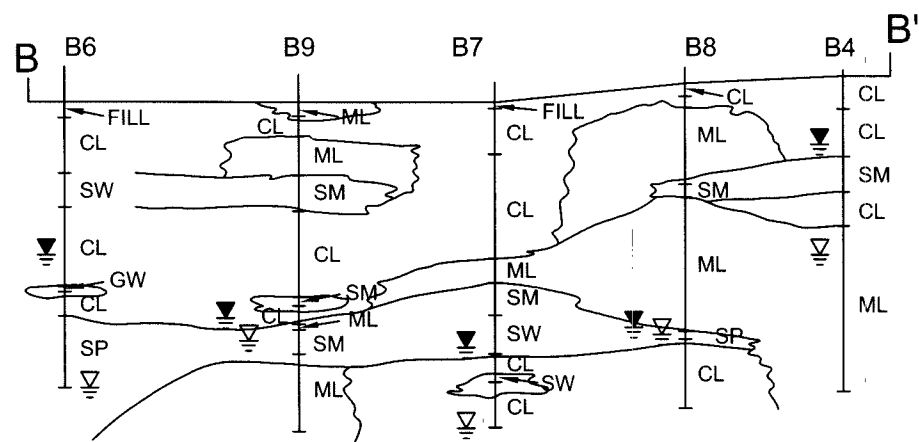 B B6 B9 B7 B8 B4 B'
FILL ML FILL CL CL
CL CL CL ML CL
ML
SW SM CL SM SM
CL
CL CL ML ML
GW SM SM ML
CL CL ML
SP SM SW SP
CL
ML SW CL
CL